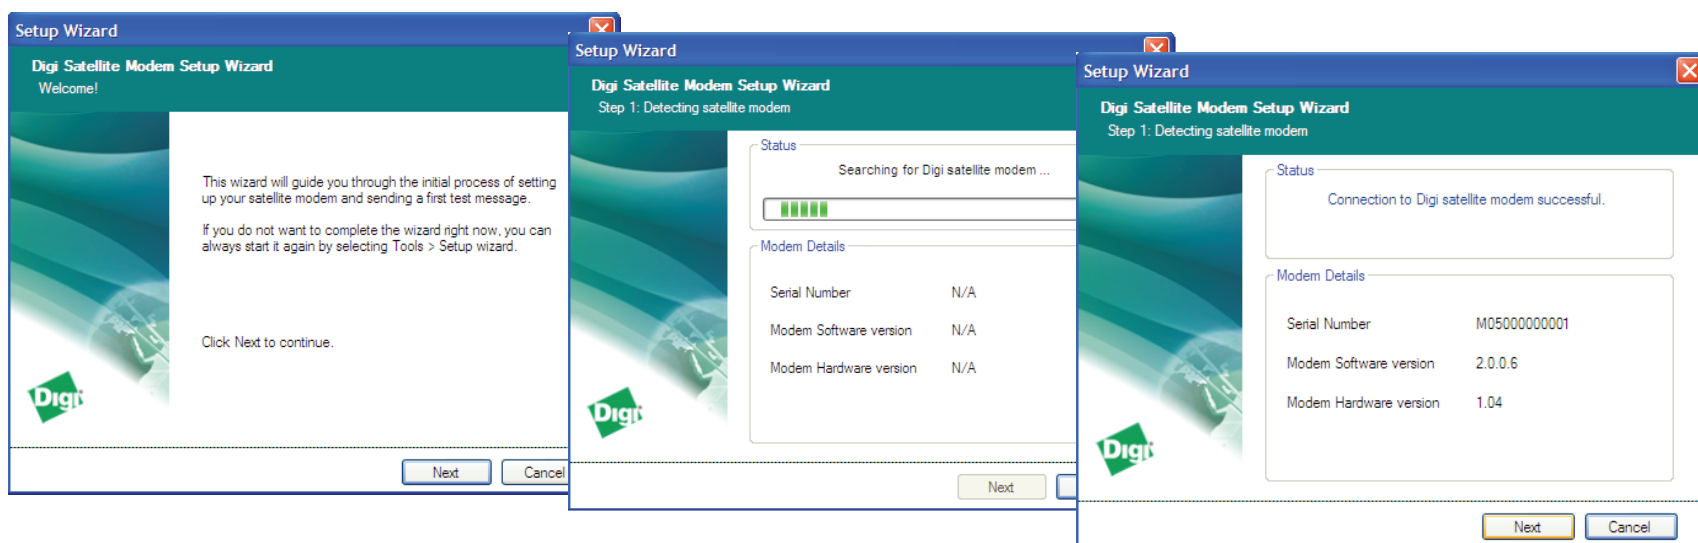 Setup Wizard
Digi Satellite Modem Setup Wizard
Welcome!
This wizard will guide you through the initial process of setting
up your satellite modem and sending a first test message.
If you do not want to complete the wizard right now, you can
always start it again by selecting Tools > Setup wizard.
Click Next to continue.
Digi
Next
Cancel
Setup Wizard
Digi Satellite Modem Setup Wizard
Step 1: Detecting satellite modem
Status
Searching for Digi satellite modem ...
Modem Details
Serial Number N/A
Modem Software version N/A
Modem Hardware version N/A
Digi
Next
Setup Wizard
Digi Satellite Modem Setup Wizard
Step 1: Detecting satellite modem
Status
Connection to Digi satellite modem successful.
Modem Details
Serial Number M05000000001
Modem Software version 2.0.0.6
Modem Hardware version 1.04
Digi
Next
Cancel